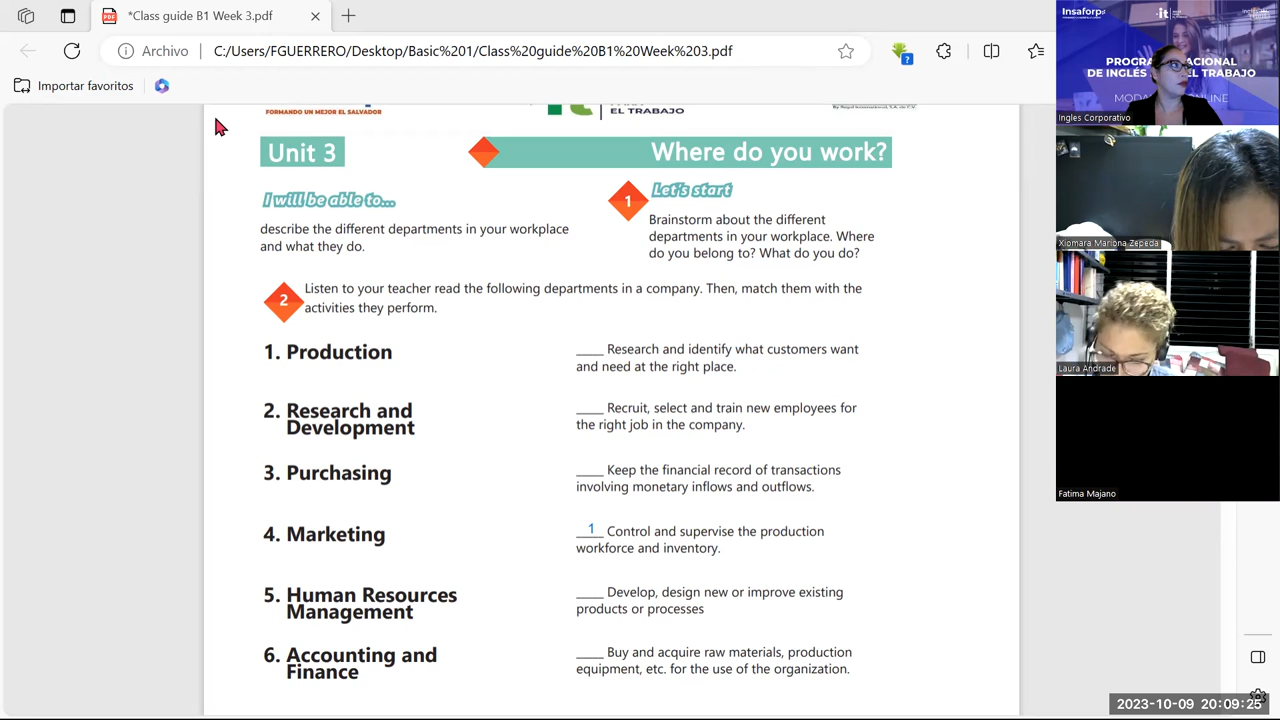 *Class guide B1 Week 3.pdf
Archivo
C:/Users/FGUERRERO/Desktop/Basic%201/Class%20guide%20B1%20Week%203.pdf
Importar favoritos
FORMANDO UN MEJOR EL SALVADOR
EL TRABAJO
Unit 3
Where do you work?
I will be able to...
describe the different departments in your workplace
and what they do.
1
Let's start
Brainstorm about the different
departments in your workplace. Where
do you belong to? What do you do?
2
Listen to your teacher read the following departments in a company. Then, match them with the
activities they perform.
1. Production
____ Research and identify what customers want
and need at the right place.
2. Research and
Development
____ Recruit, select and train new employees for
the right job in the company.
3. Purchasing
____ Keep the financial record of transactions
involving monetary inflows and outflows.
4. Marketing
1 Control and supervise the production
workforce and inventory.
5. Human Resources
Management
____ Develop, design new or improve existing
products or processes
6. Accounting and
Finance
____ Buy and acquire raw materials, production
equipment, etc. for the use of the organization.
Insaforp
it
Ingles Corporativo
Xiomara Mariona Zepeda
Laura Andrade
Fatima Majano
2023-10-09 20:09:25